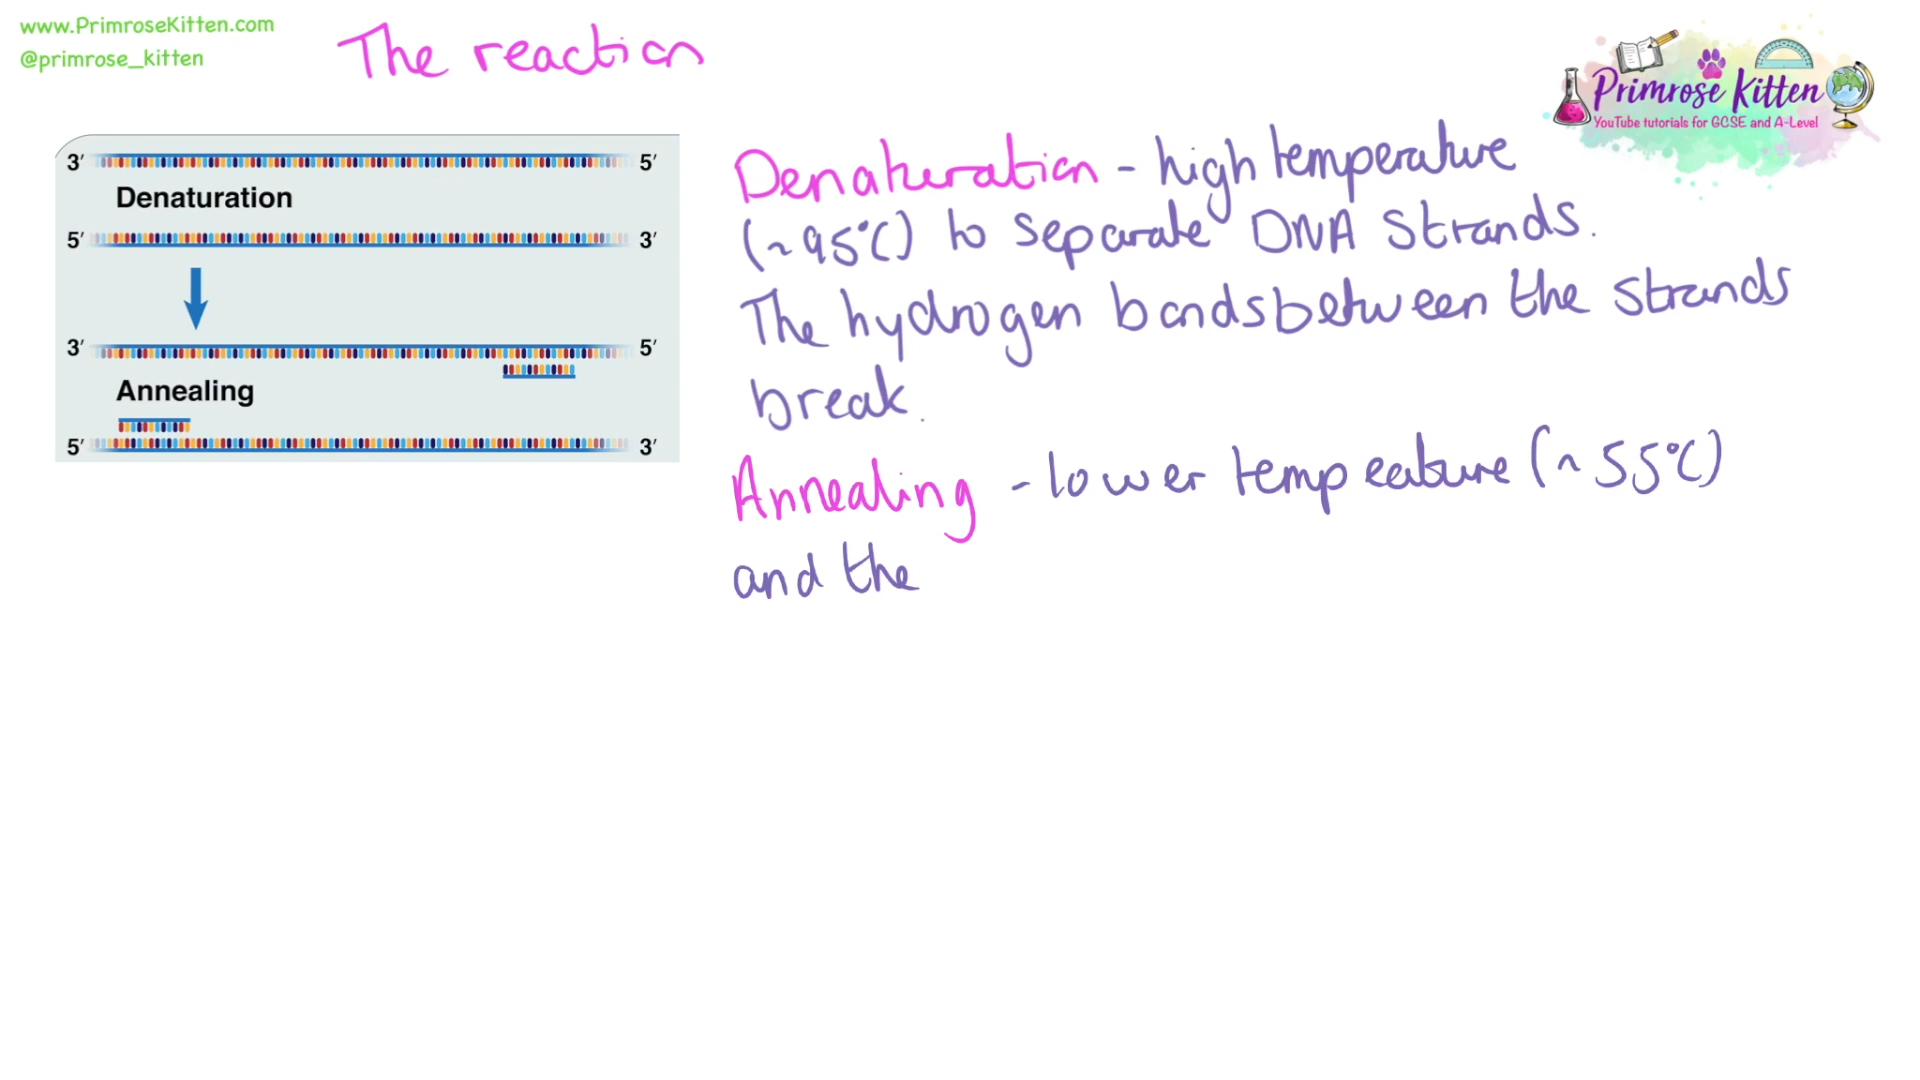 www.PrimroseKitten.com
@primrose_kitten
The reaction
Primrose Kitten
YouTube tutorials for GCSE and A-Level
3′ 5′
Denaturation
5′ 3′
3′ 5′
Annealing
5′ 3′
Denaturation - high temperature
(~95°C) to separate DNA strands.
The hydrogen bonds between the strands
break.
Annealing - lower tempeature (~55°C)
and the